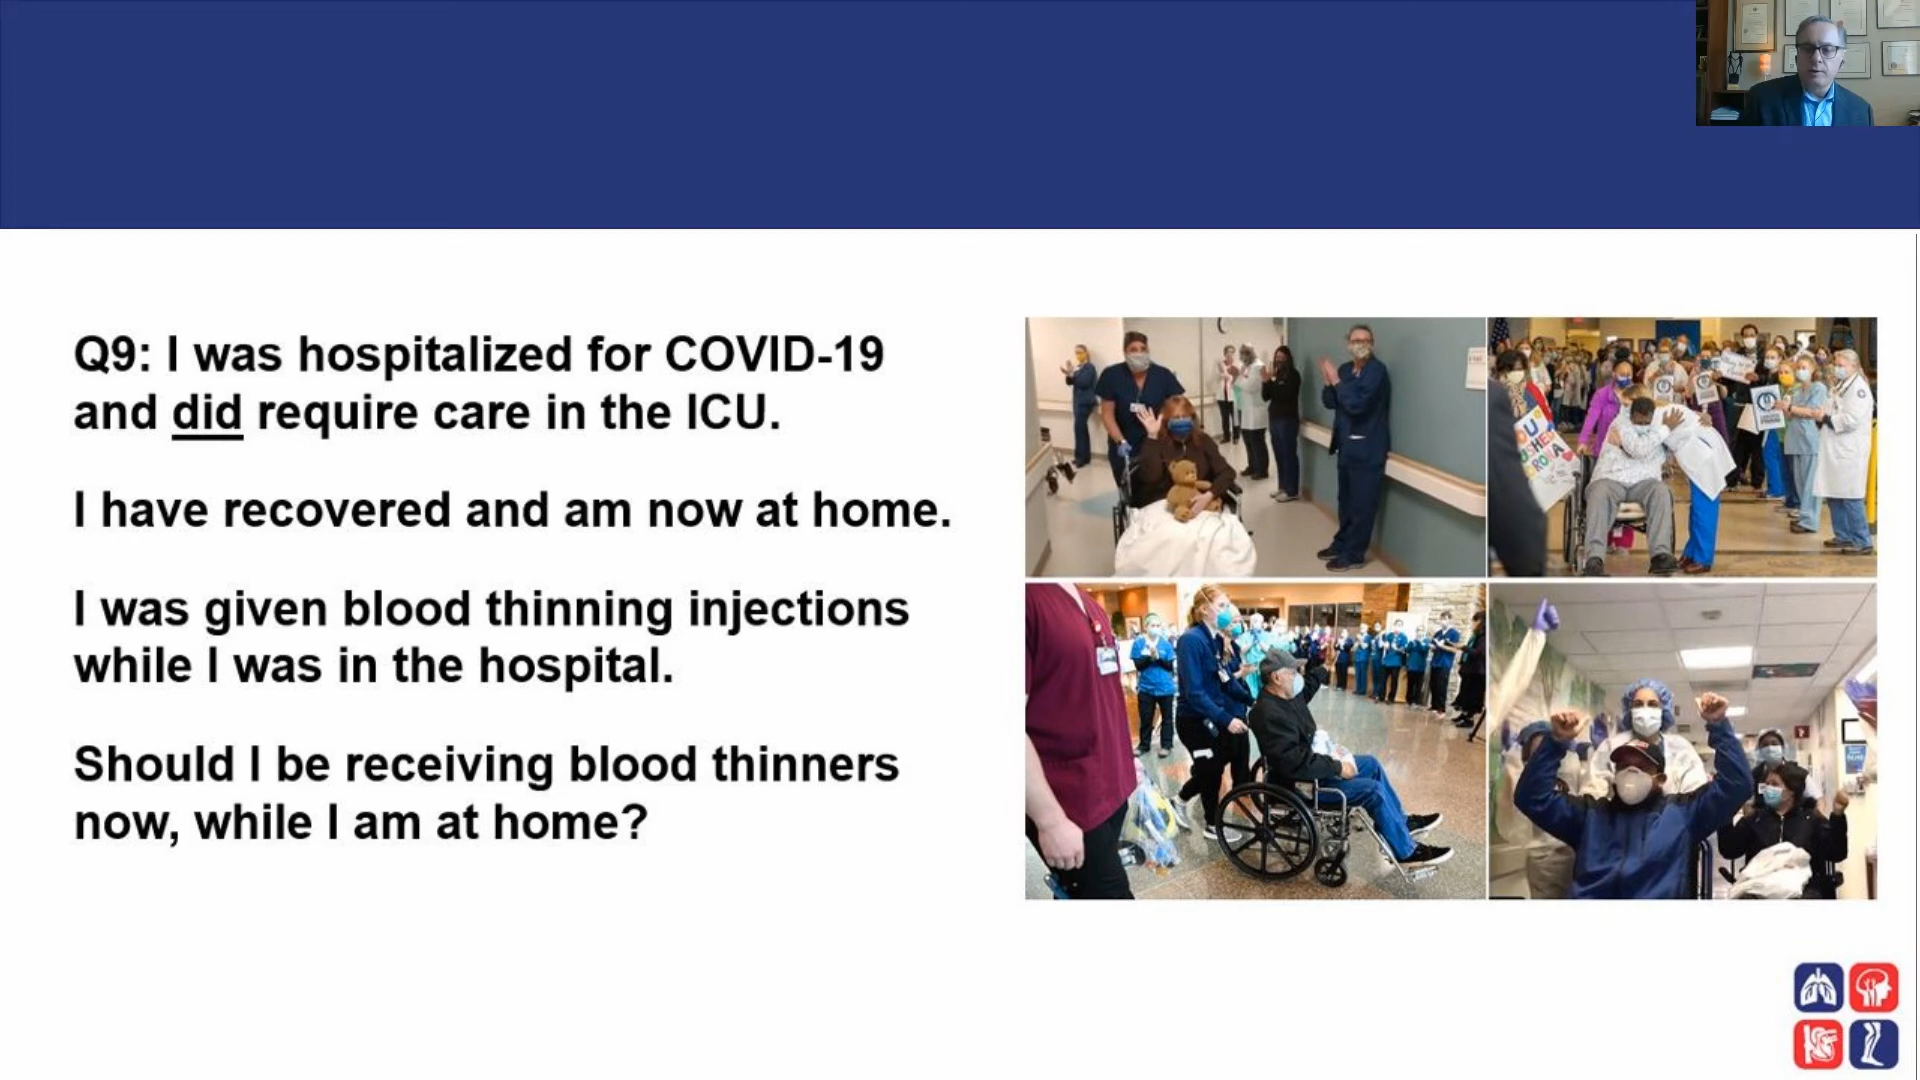 Q9: I was hospitalized for COVID-19
and did require care in the ICU.
I have recovered and am now at home.
I was given blood thinning injections
while I was in the hospital.
Should I be receiving blood thinners
now, while I am at home?